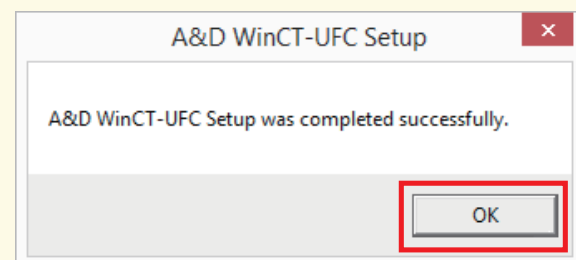 A&D WinCT-UFC Setup
A&D WinCT-UFC Setup was completed successfully.
OK